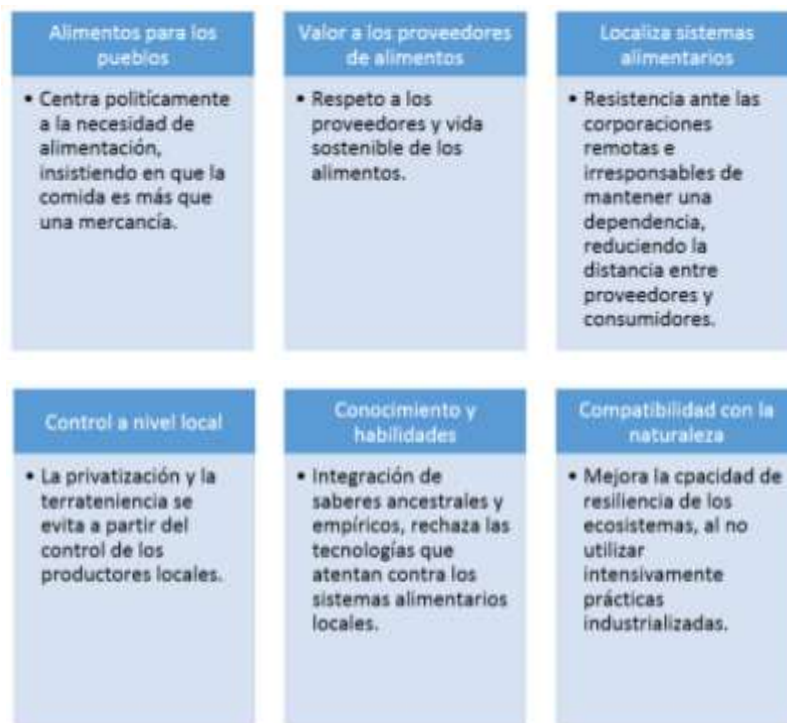 Alimentos para los
pueblos
• Centra politícamente
a la necesidad de
alimentación,
insistiendo en que la
comida es más que
una mercancía.
Valor a los proveedores
de alimentos
• Respeto a los
proveedores y vida
sostenible de los
alimentos.
Localiza sistemas
alimentarios
• Resistencia ante las
corporaciones
remotas e
irresponsables de
mantener una
dependencia,
reduciendo la
distancia entre
proveedores y
consumidores.
Control a nivel local
• La privatización y la
terrateniencia se
evita a partir del
control de los
productores locales.
Conocimiento y
habilidades
• Integración de
saberes ancestrales y
empíricos, rechaza las
tecnologías que
atentan contra los
sistemas alimentarios
locales.
Compatibilidad con la
naturaleza
• Mejora la cpacidad de
resiliencia de los
ecosistemas, al no
utilizar
intensivamente
prácticas
industrializadas.